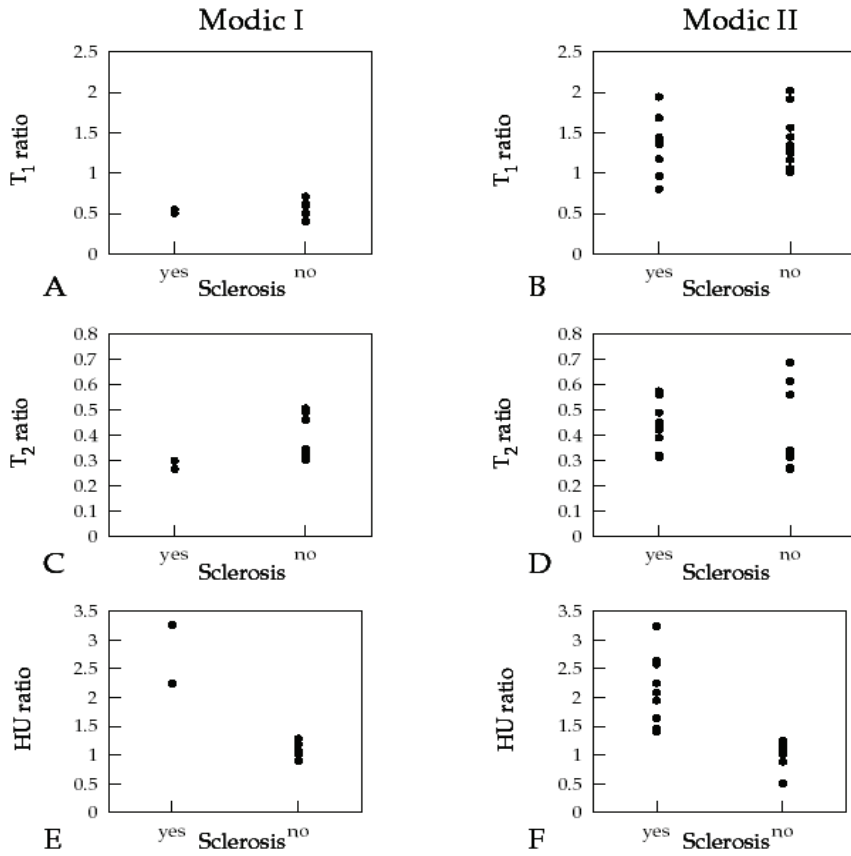 Modic I
2.5
2
1.5
1
0.5
0
T1 ratio
yes no
A Sclerosis
Modic II
2.5
2
1.5
1
0.5
0
T1 ratio
yes no
B Sclerosis
0.8
0.7
0.6
0.5
0.4
0.3
0.2
0.1
0
T2 ratio
yes no
C Sclerosis
0.8
0.7
0.6
0.5
0.4
0.3
0.2
0.1
0
T2 ratio
yes no
D Sclerosis
3.5
3
2.5
2
1.5
1
0.5
0
HU ratio
yes no
E Sclerosis
3.5
3
2.5
2
1.5
1
0.5
0
HU ratio
yes no
F Sclerosis